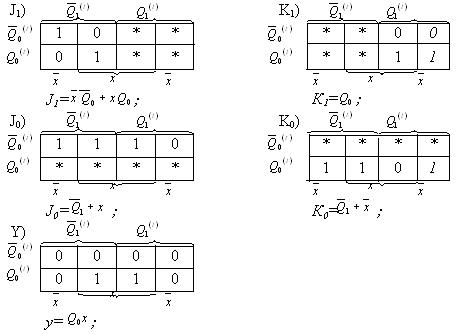 J₁) Q̅₁⁽ᵗ⁾ Q₁⁽ᵗ⁾ K₁) Q̅₁⁽ᵗ⁾ Q₁⁽ᵗ⁾
Q̅₀⁽ᵗ⁾ 1 0 * * Q̅₀⁽ᵗ⁾ * * 0 0
Q₀⁽ᵗ⁾ 0 1 * * Q₀⁽ᵗ⁾ * * 1 1
x̅ x x̅ x̅ x x̅
J₁=x̅ Q̅₀ + xQ₀ ; K₁=Q₀ ;
J₀) Q̅₁⁽ᵗ⁾ Q₁⁽ᵗ⁾ K₀) Q̅₁⁽ᵗ⁾ Q₁⁽ᵗ⁾
Q̅₀⁽ᵗ⁾ 1 1 1 0 Q̅₀⁽ᵗ⁾ * * * *
Q₀⁽ᵗ⁾ * * * * Q₀⁽ᵗ⁾ 1 1 0 1
x̅ x x̅ x̅ x x̅
J₀=Q̅₁ + x ; K₀=Q̅₁ + x̅ ;
Y) Q̅₁⁽ᵗ⁾ Q₁⁽ᵗ⁾
Q̅₀⁽ᵗ⁾ 0 0 0 0
Q₀⁽ᵗ⁾ 0 1 1 0
x̅ x x̅
y= Q₀x ;